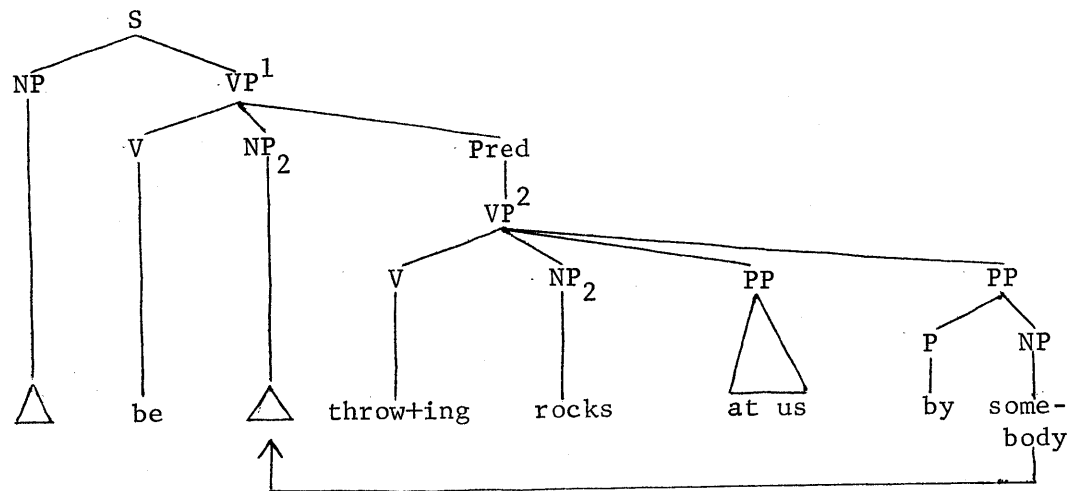 S
NP VP¹
V NP₂ Pred
VP²
V NP₂ PP PP
P NP
be throw+ing rocks at us by some-
body